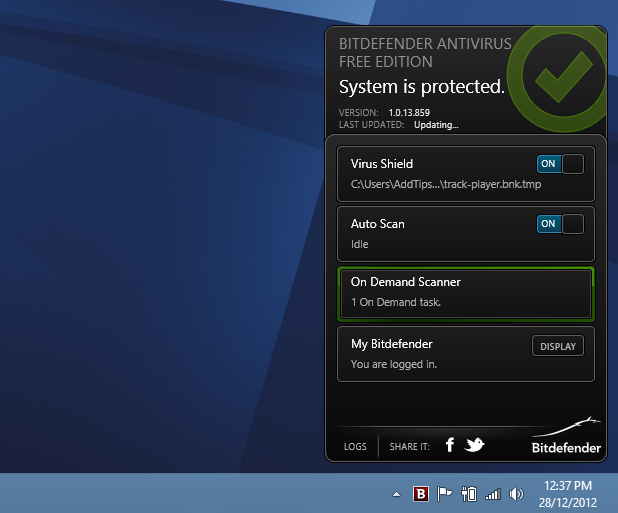 BITDEFENDER ANTIVIRUS
FREE EDITION
System is protected.
VERSION: 1.0.13.859
LAST UPDATED: Updating...
Virus Shield
ON
C:\Users\AddTips...\track-player.bnk.tmp
Auto Scan
ON
Idle
On Demand Scanner
1 On Demand task.
My Bitdefender
DISPLAY
You are logged in.
LOGS
SHARE IT:
f
Bitdefender
B
12:37 PM
28/12/2012